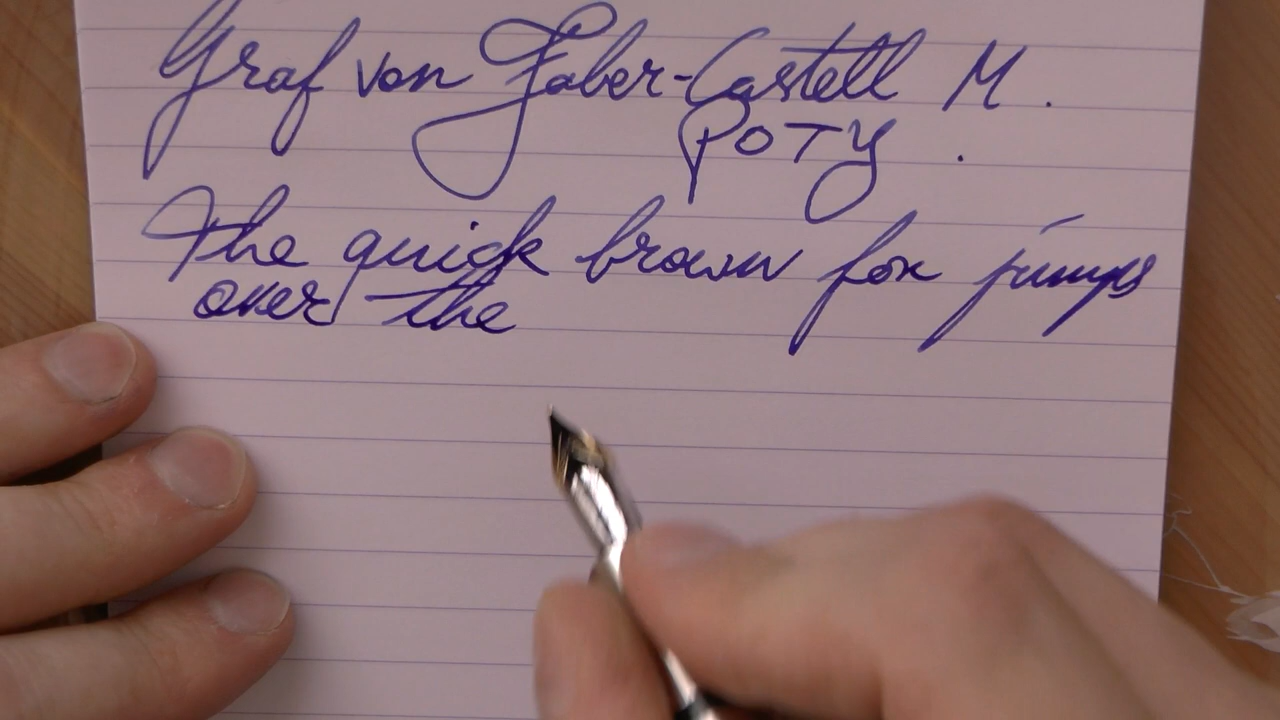 Graf von Faber-Castell M.
POTY.
The quick brown fox jumps
over the